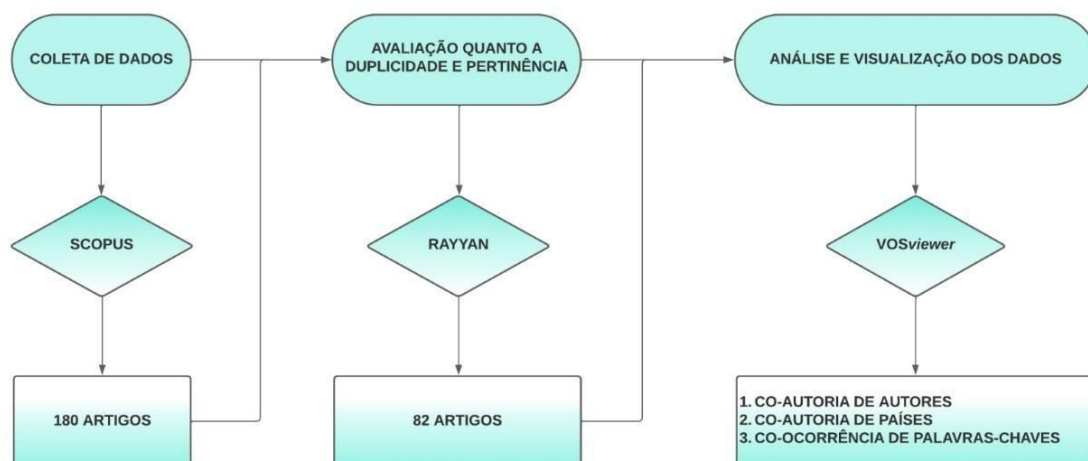 COLETA DE DADOS
SCOPUS
180 ARTIGOS
AVALIAÇÃO QUANTO A
DUPLICIDADE E PERTINÊNCIA
RAYYAN
82 ARTIGOS
ANÁLISE E VISUALIZAÇÃO DOS DADOS
VOSviewer
1. CO-AUTORIA DE AUTORES
2. CO-AUTORIA DE PAÍSES
3. CO-OCORRÊNCIA DE PALAVRAS-CHAVES